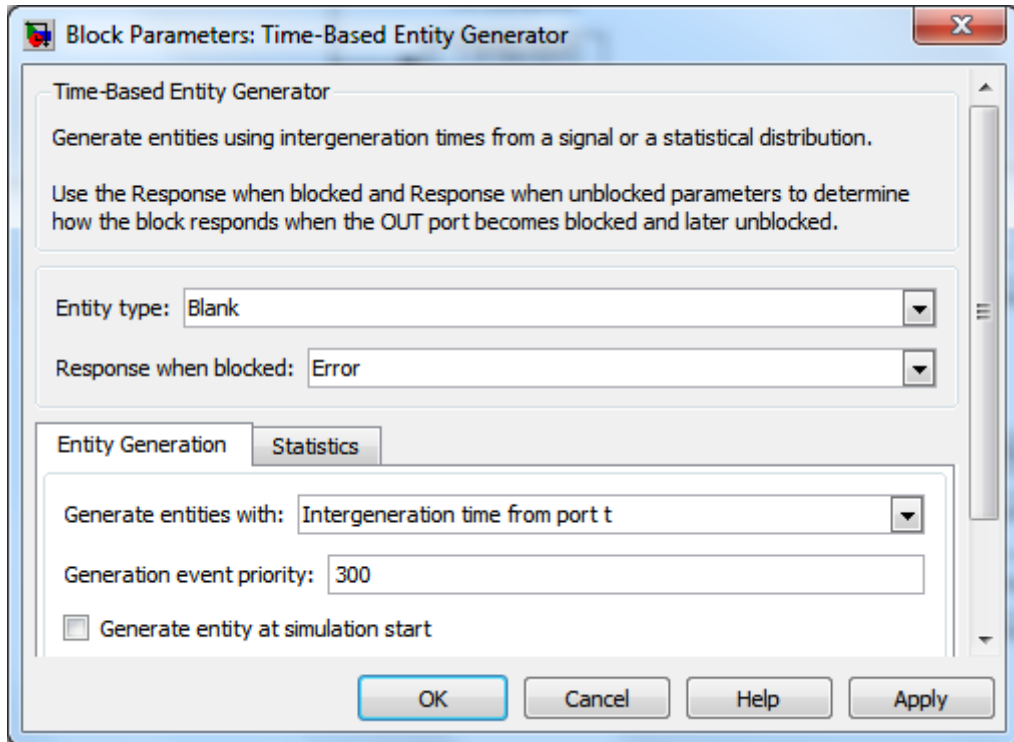 Block Parameters: Time-Based Entity Generator
Time-Based Entity Generator
Generate entities using intergeneration times from a signal or a statistical distribution.
Use the Response when blocked and Response when unblocked parameters to determine
how the block responds when the OUT port becomes blocked and later unblocked.
Entity type: Blank
Response when blocked: Error
Entity Generation Statistics
Generate entities with: Intergeneration time from port t
Generation event priority: 300
Generate entity at simulation start
OK Cancel Help Apply